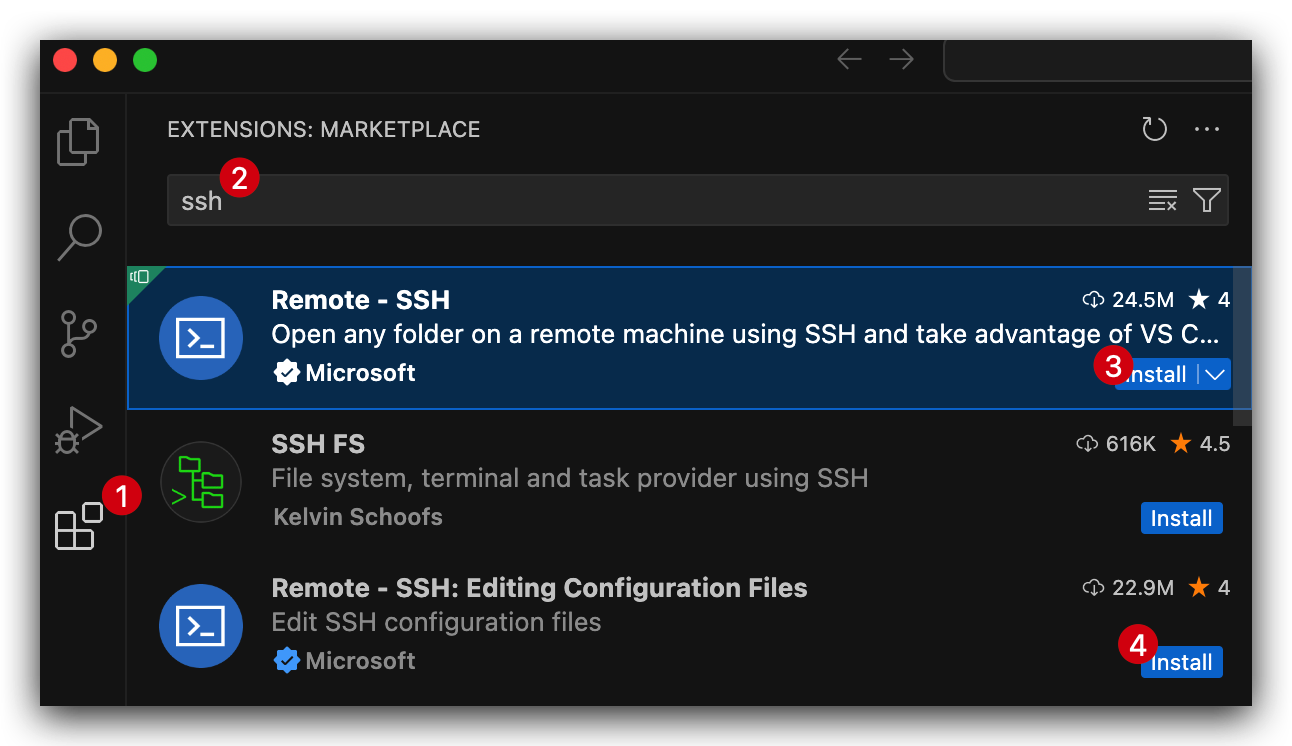 EXTENSIONS: MARKETPLACE
2
ssh
Remote - SSH
24.5M ★ 4
Open any folder on a remote machine using SSH and take advantage of VS C...
Microsoft
3
Install
SSH FS
616K ★ 4.5
File system, terminal and task provider using SSH
Kelvin Schoofs
Install
1
Remote - SSH: Editing Configuration Files
22.9M ★ 4
Edit SSH configuration files
Microsoft
4
Install